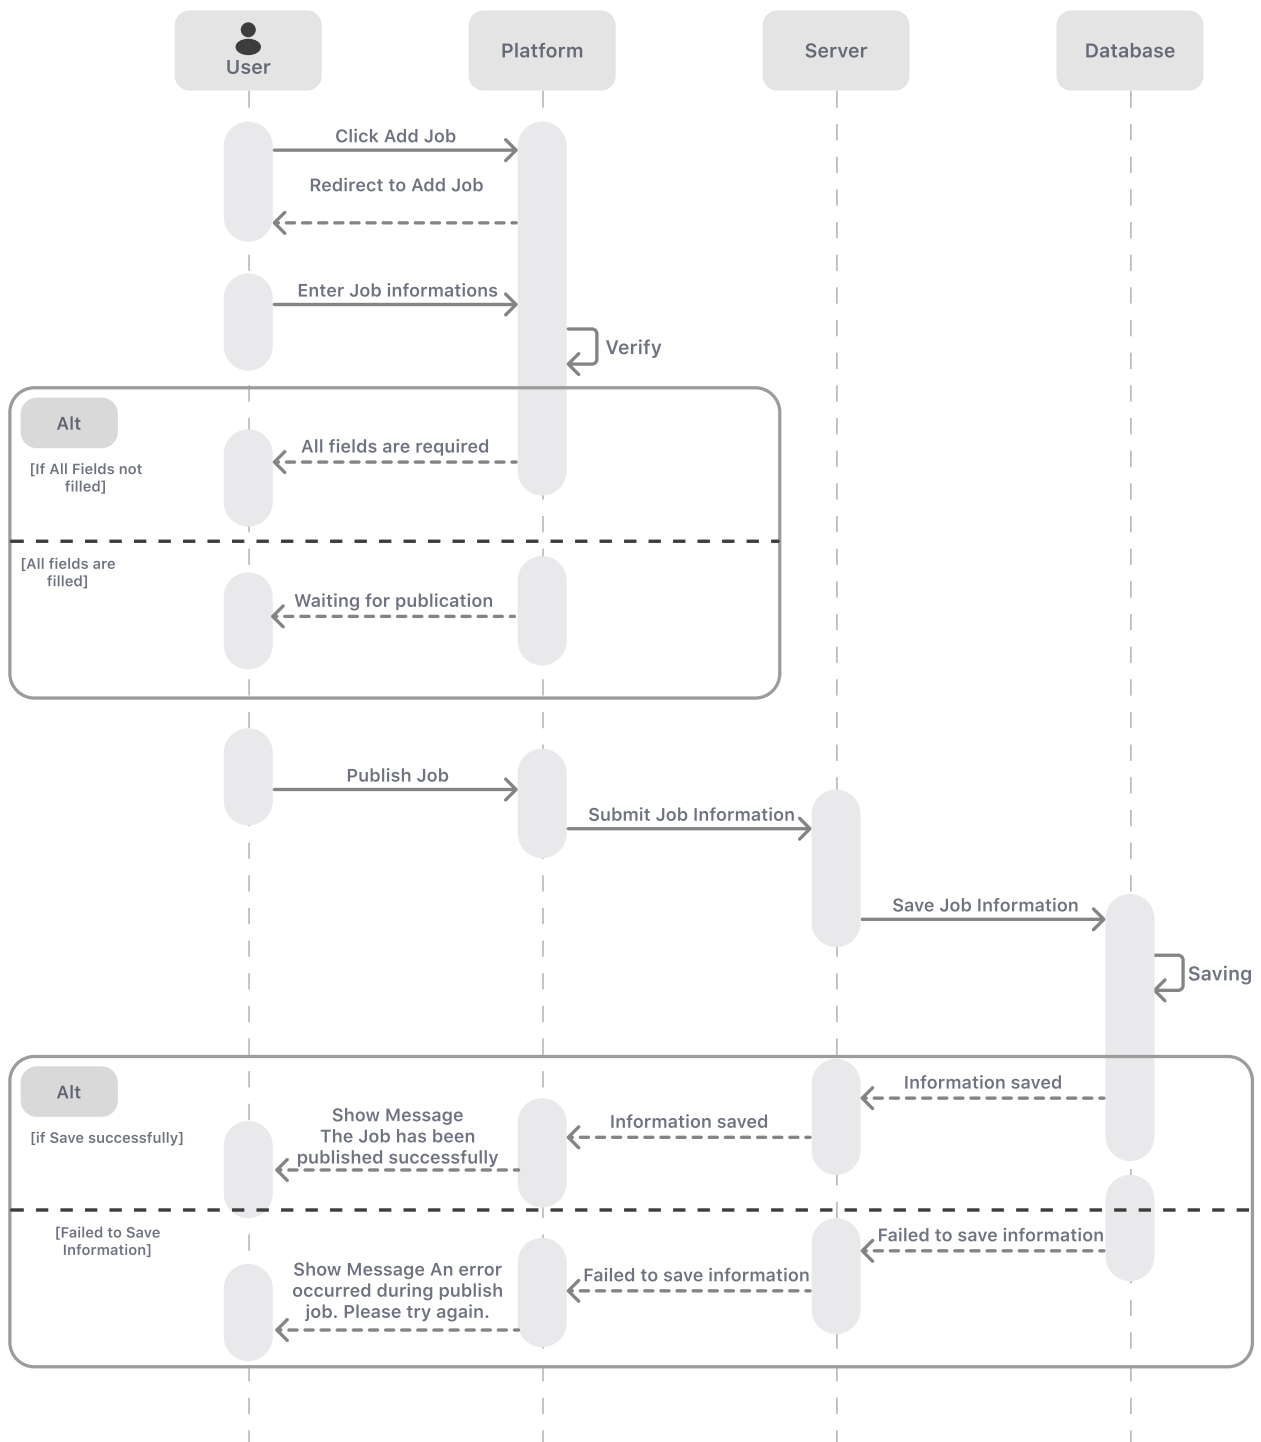 User
Platform
Server
Database
Click Add Job
Redirect to Add Job
Enter Job informations
Verify
Alt
All fields are required
[If All Fields not
filled]
[All fields are
filled]
Waiting for publication
Publish Job
Submit Job Information
Save Job Information
Saving
Alt
Information saved
Information saved
Show Message
The Job has been
published successfully
[if Save successfully]
[Failed to Save
Information]
Failed to save information
Failed to save information
Show Message An error
occurred during publish
job. Please try again.